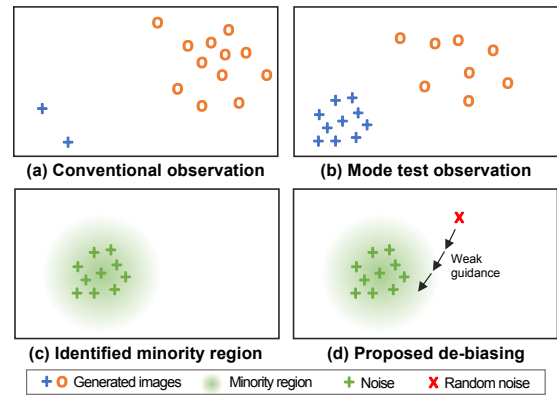 (a) Conventional observation
(b) Mode test observation
Weak
guidance
(c) Identified minority region
(d) Proposed de-biasing
Generated images
Minority region
Noise
Random noise